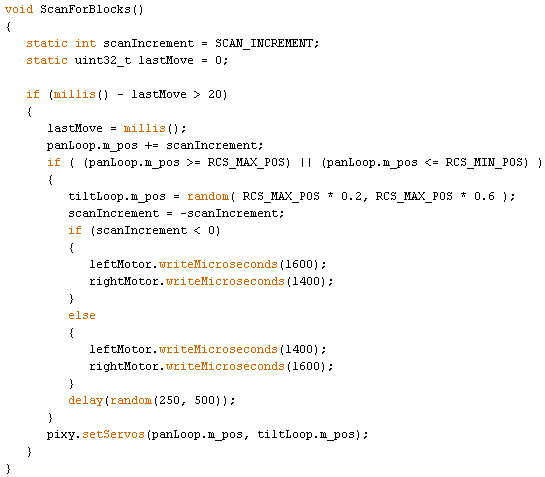 void ScanForBlocks()
{
   static int scanIncrement = SCAN_INCREMENT;
   static uint32_t lastMove = 0;

   if (millis() - lastMove > 20)
   {
      lastMove = millis();
      panLoop.m_pos += scanIncrement;
      if ( (panLoop.m_pos >= RCS_MAX_POS) || (panLoop.m_pos <= RCS_MIN_POS) )
      {
         tiltLoop.m_pos = random( RCS_MAX_POS * 0.2, RCS_MAX_POS * 0.6 );
         scanIncrement = -scanIncrement;
         if (scanIncrement < 0)
         {
            leftMotor.writeMicroseconds(1600);
            rightMotor.writeMicroseconds(1400);
         }
         else
         {
            leftMotor.writeMicroseconds(1400);
            rightMotor.writeMicroseconds(1600);
         }
         delay(random(250, 500));
      }
      pixy.setServos(panLoop.m_pos, tiltLoop.m_pos);
   }
}